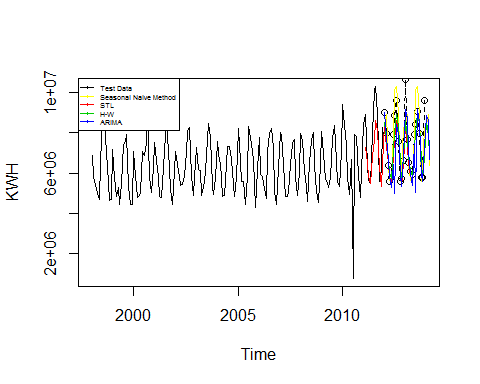 1e+07
6e+06
2e+06
KWH
Test Data
Seasonal Naive Method
STL
H-W
ARIMA
2000 2005 2010
Time